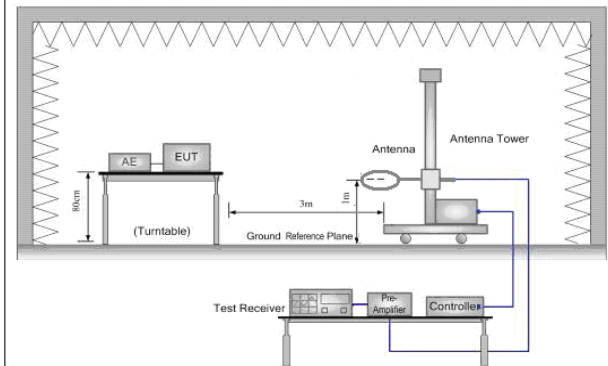 Antenna Tower
Antenna
AE
EUT
80cm
(Turntable)
3m
1m
Ground Reference Plane
Test Receiver
Pre-
Amplifier
Controller